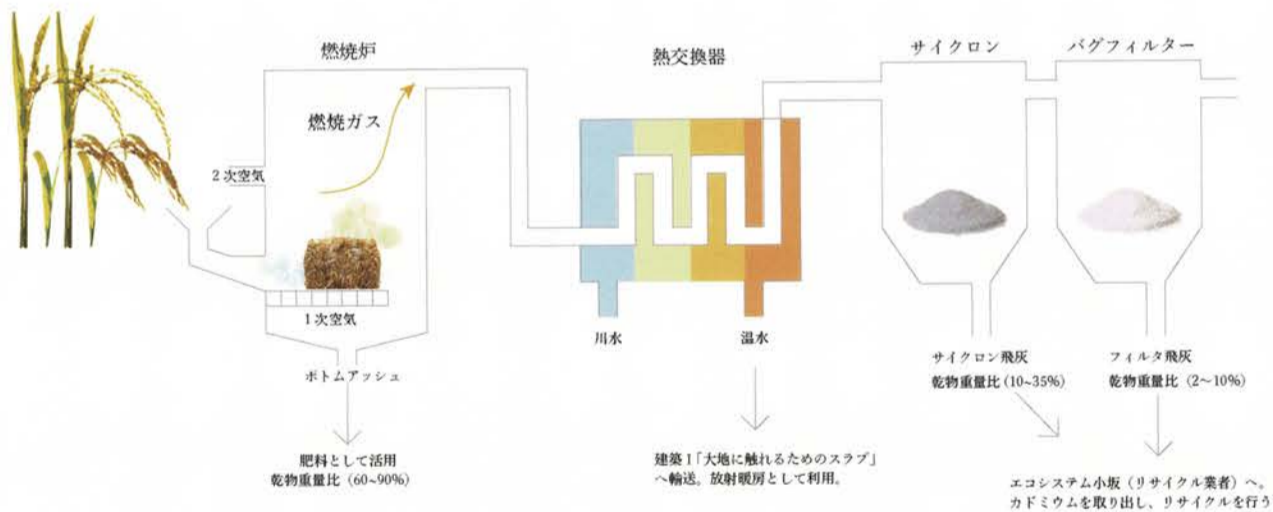 燃焼炉
燃焼ガス
2次空気
1次空気
ボトムアッシュ
肥料として活用
乾物重量比（60~90%）
熱交換器
川水
温水
建築1「大地に触れるためのスラブ」
へ輸送。放射暖房として利用。
サイクロン
サイクロン飛灰
乾物重量比（10~35%）
バグフィルター
フィルタ飛灰
乾物重量比（2〜10%）
エコシステム小坂（リサイクル業者）へ。
カドミウムを取り出し、リサイクルを行う